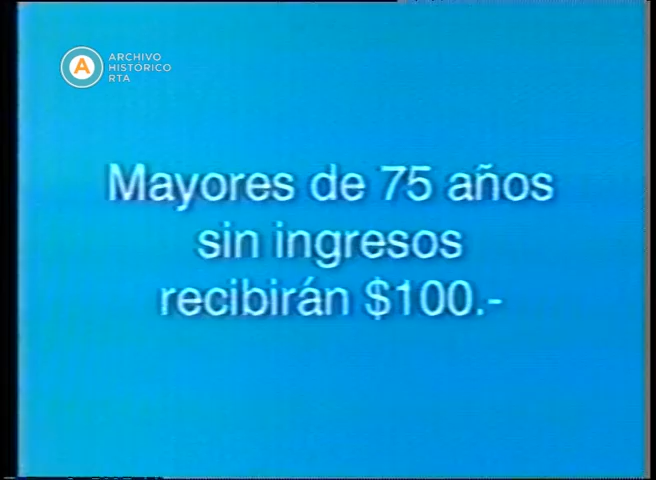 A
ARCHIVO
HISTORICO
RTA
Mayores de 75 años
sin ingresos
recibirán $100.-